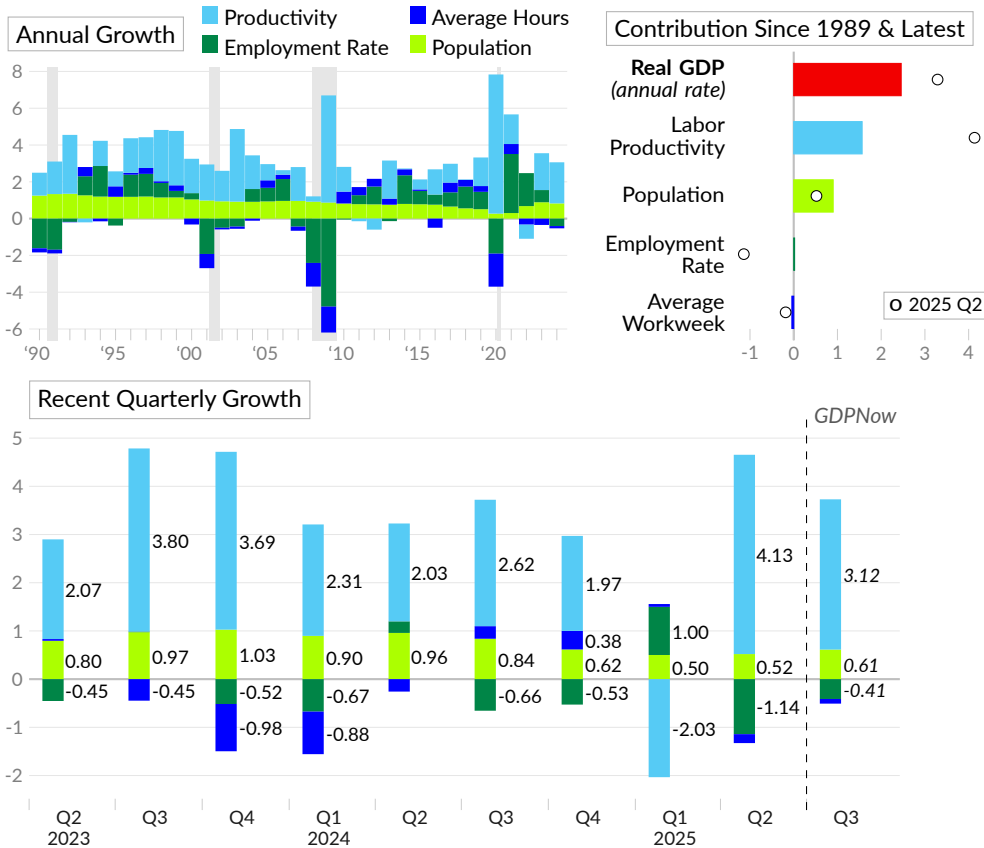 Annual Growth
Productivity
Average Hours
Employment Rate
Population
8
6
4
2
0
-2
-4
-6
‘90
‘95
‘00
‘05
‘10
‘15
‘20
Contribution Since 1989 & Latest
Real GDP
(annual rate)
Labor
Productivity
Population
Employment
Rate
Average
Workweek
2025 Q2
-1 0 1 2 3 4
Recent Quarterly Growth
GDPNow
5
4
3
2
1
0
-1
-2
2.07
0.80
-0.45
3.80
0.97
-0.45
3.69
1.03
-0.52
-0.98
2.31
0.90
-0.67
-0.88
2.03
0.96
2.62
0.84
-0.66
1.97
0.38
0.62
-0.53
1.00
0.50
-2.03
4.13
0.52
-1.14
3.12
0.61
-0.41
Q2 Q3 Q4 Q1 Q2 Q3 Q4 Q1 Q2 Q3
2023 2024 2025